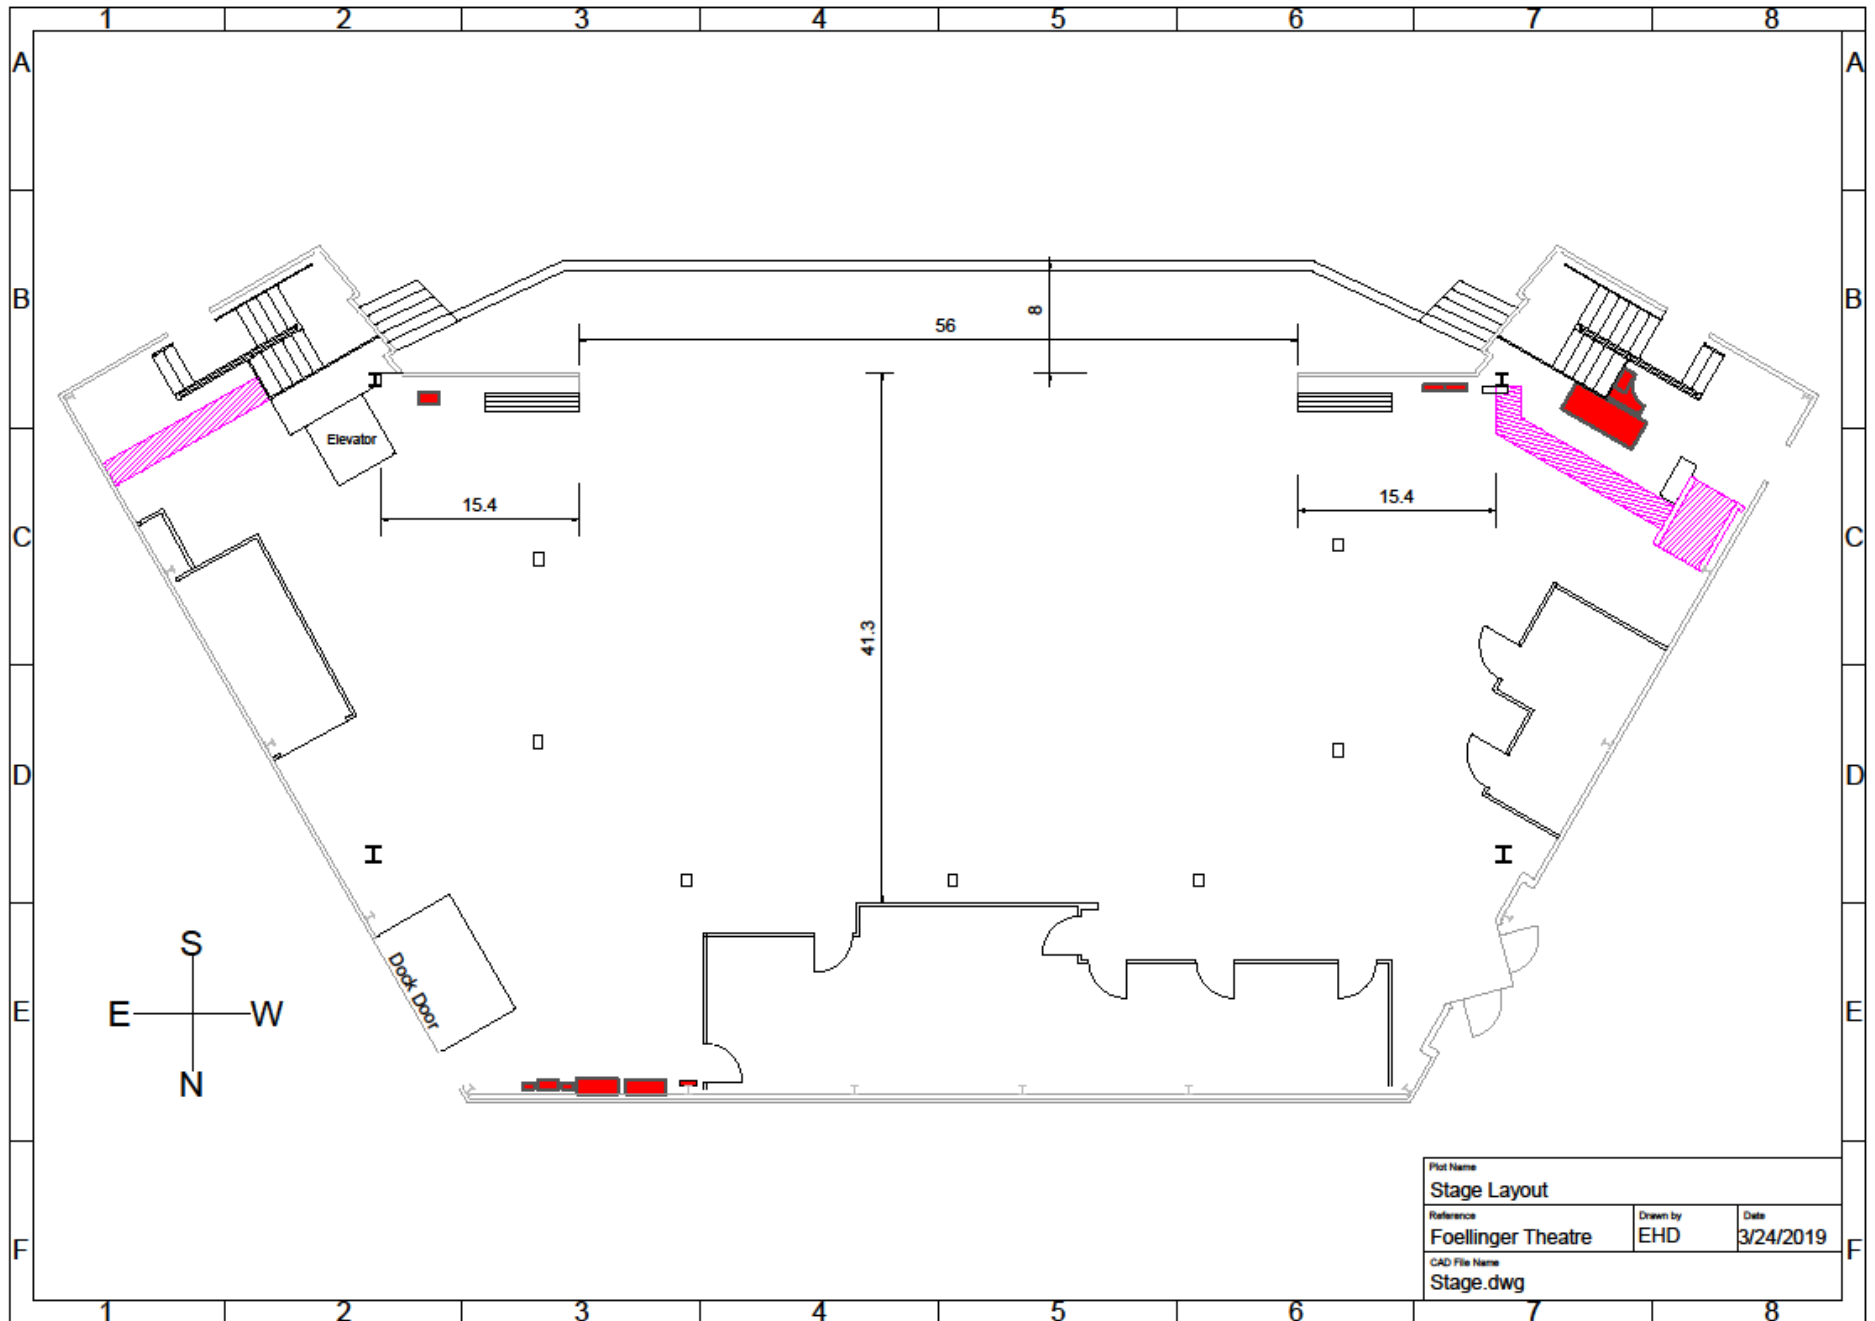 1 2 3 4 5 6 7 8
A A
B B
56
8
Elevator
15.4 15.4
C C
41.3
D D
S
E W
N
Dock Door
E E
Plot Name
Stage Layout
Reference Drawn by Date
Foellinger Theatre EHD 3/24/2019
F F
CAD File Name
Stage.dwg
1 2 3 4 5 6 7 8